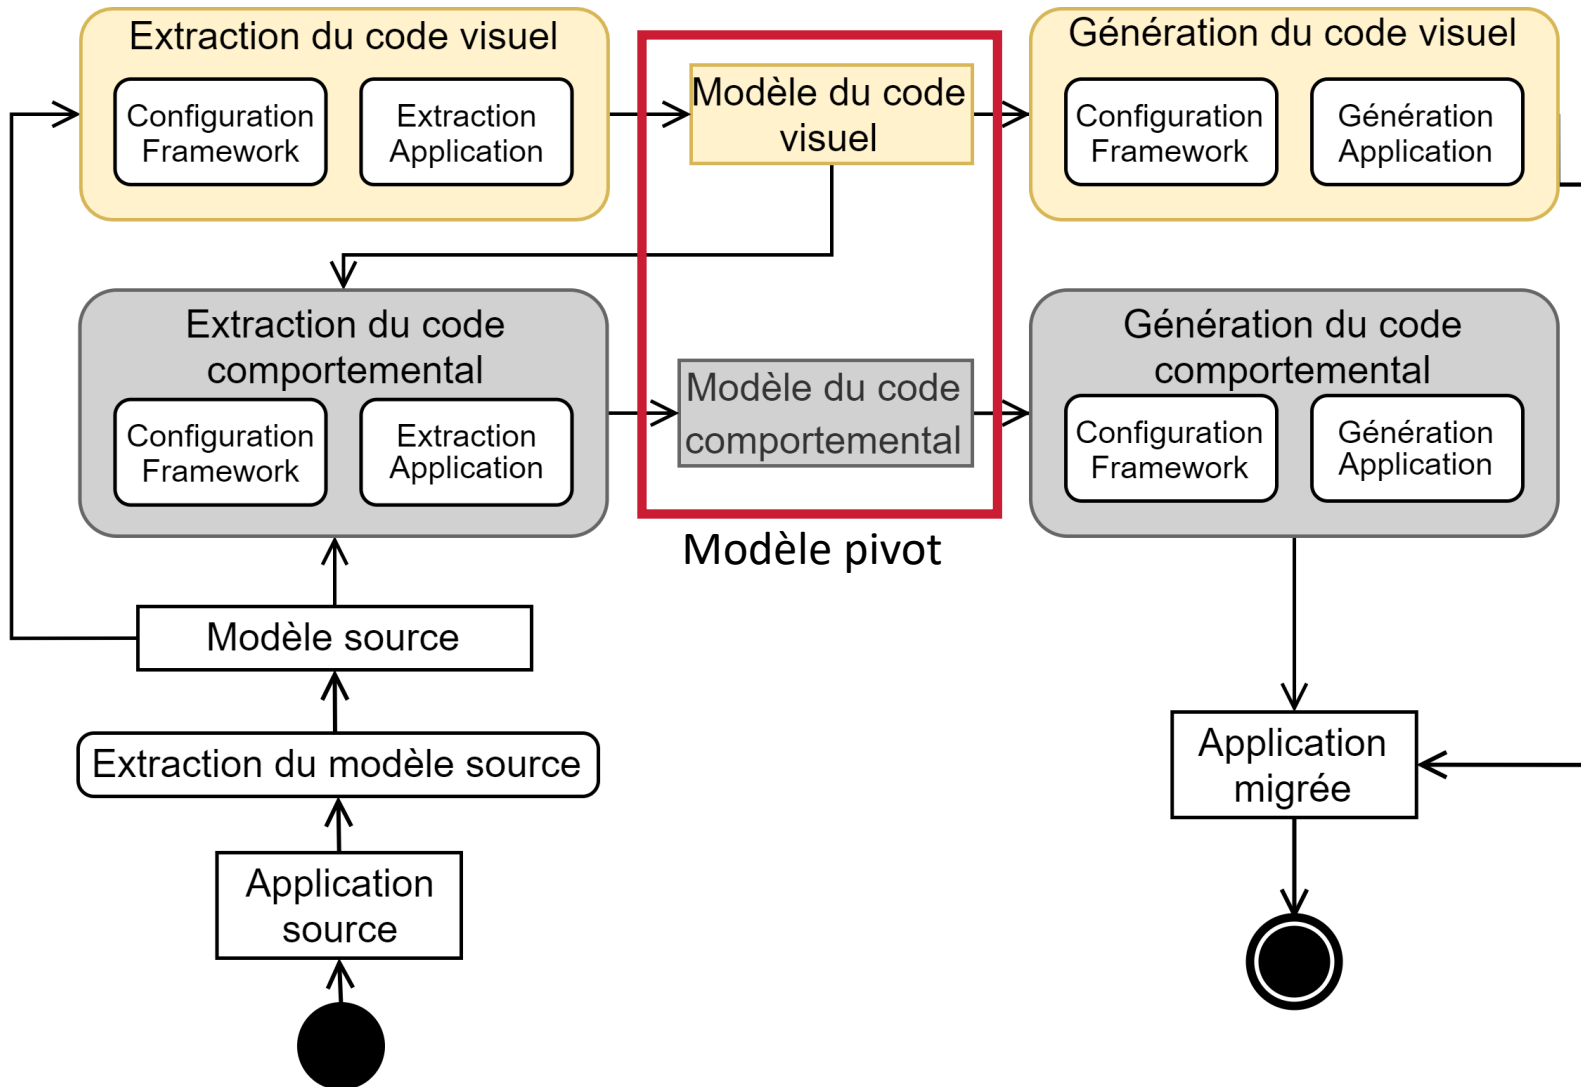 Extraction du code visuel
Configuration
Framework
Extraction
Application
Modèle du code
visuel
Génération du code visuel
Configuration
Framework
Génération
Application
Extraction du code
comportemental
Configuration
Framework
Extraction
Application
Modèle du code
comportemental
Génération du code
comportemental
Configuration
Framework
Génération
Application
Modèle pivot
Modèle source
Extraction du modèle source
Application
source
Application
migrée